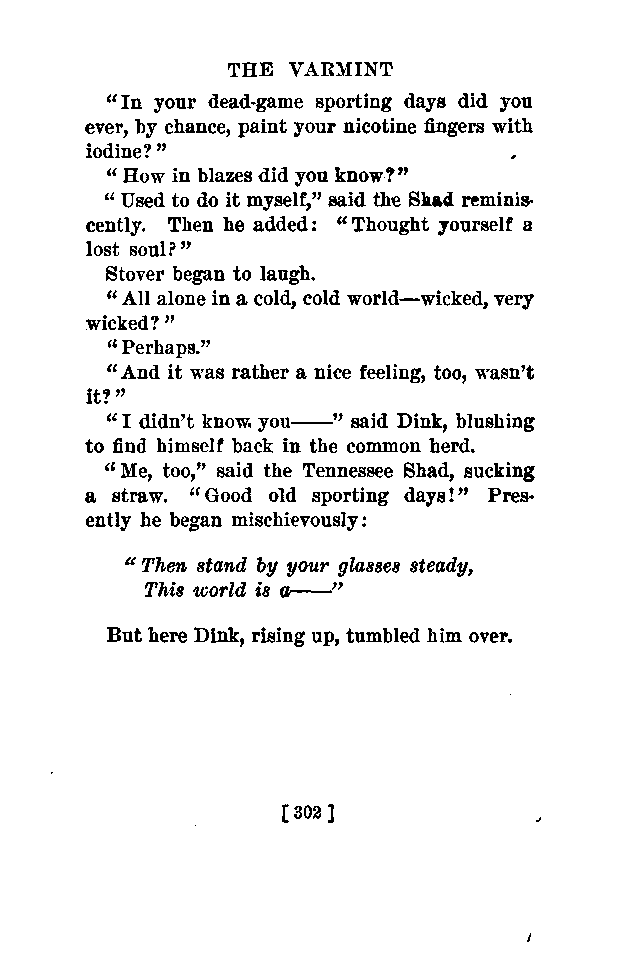 THE VARMINT
"In your dead-game sporting days did you
ever, by chance, paint your nicotine fingers with
iodine?"
"How in blazes did you know?"
"Used to do it myself," said the Shad reminis-
cently. Then he added: "Thought yourself a
lost soul?"
Stover began to laugh.
"All alone in a cold, cold world—wicked, very
wicked?"
"Perhaps."
"And it was rather a nice feeling, too, wasn't
it?"
"I didn't know you——" said Dink, blushing
to find himself back in the common herd.
"Me, too," said the Tennessee Shad, sucking
a straw. "Good old sporting days!" Pres-
ently he began mischievously:
"Then stand by your glasses steady,
This world is a——"
But here Dink, rising up, tumbled him over.
[302]